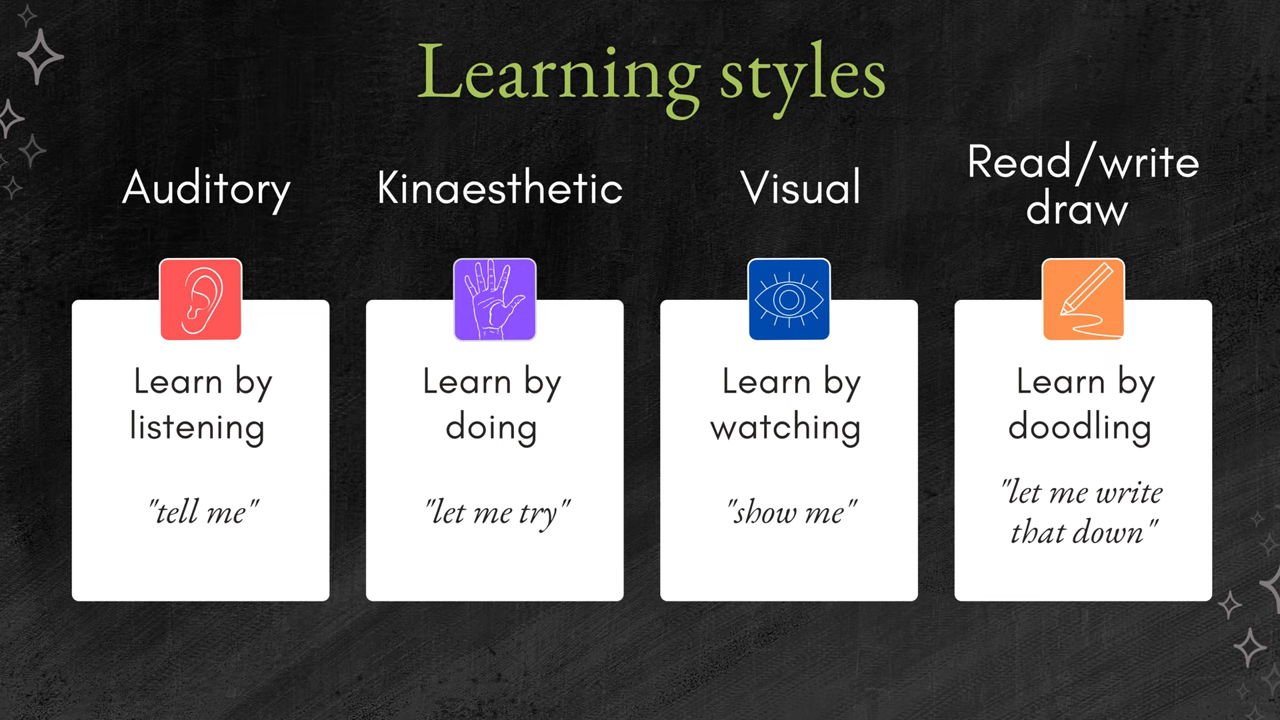 Learning styles
Auditory
Kinaesthetic
Visual
Read/write
draw
Learn by
listening
"tell me"
Learn by
doing
"let me try"
Learn by
watching
"show me"
Learn by
doodling
"let me write
that down"